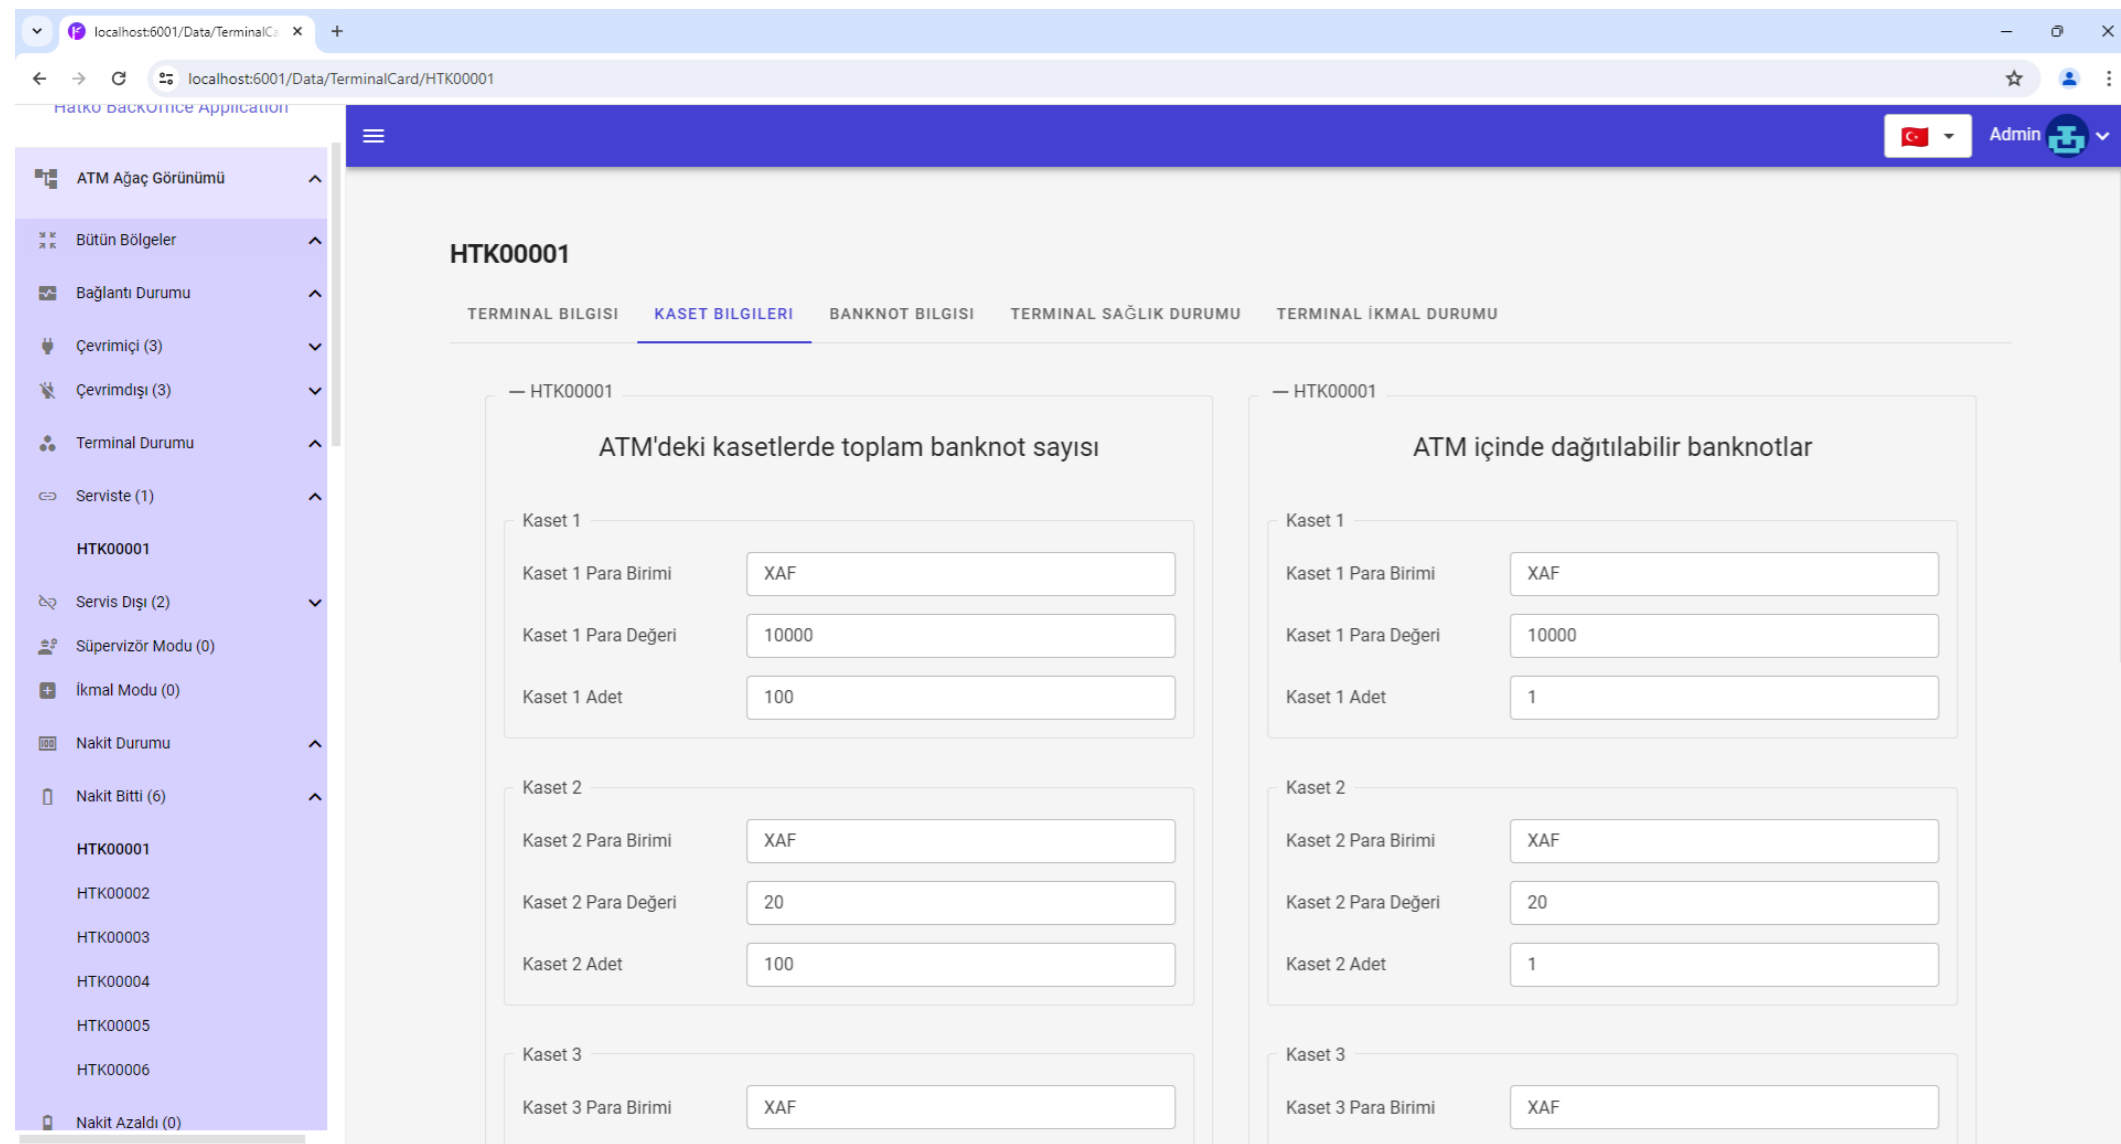 localhost:6001/Data/TerminalCa
localhost:6001/Data/TerminalCard/HTK00001
Hatko BackOffice Application
Admin
ATM Ağaç Görünümü
Bütün Bölgeler
Bağlantı Durumu
Çevrimiçi (3)
Çevrimdışı (3)
Terminal Durumu
Serviste (1)
HTK00001
Servis Dışı (2)
Süpervizör Modu (0)
İkmal Modu (0)
Nakit Durumu
Nakit Bitti (6)
HTK00001
HTK00002
HTK00003
HTK00004
HTK00005
HTK00006
Nakit Azaldı (0)
HTK00001
TERMINAL BILGISI KASET BILGILERI BANKNOT BILGISI TERMINAL SAĞLIK DURUMU TERMINAL İKMAL DURUMU
— HTK00001
ATM'deki kasetlerde toplam banknot sayısı
Kaset 1
Kaset 1 Para Birimi XAF
Kaset 1 Para Değeri 10000
Kaset 1 Adet 100
Kaset 2
Kaset 2 Para Birimi XAF
Kaset 2 Para Değeri 20
Kaset 2 Adet 100
Kaset 3
Kaset 3 Para Birimi XAF
— HTK00001
ATM içinde dağıtılabilir banknotlar
Kaset 1
Kaset 1 Para Birimi XAF
Kaset 1 Para Değeri 10000
Kaset 1 Adet 1
Kaset 2
Kaset 2 Para Birimi XAF
Kaset 2 Para Değeri 20
Kaset 2 Adet 1
Kaset 3
Kaset 3 Para Birimi XAF